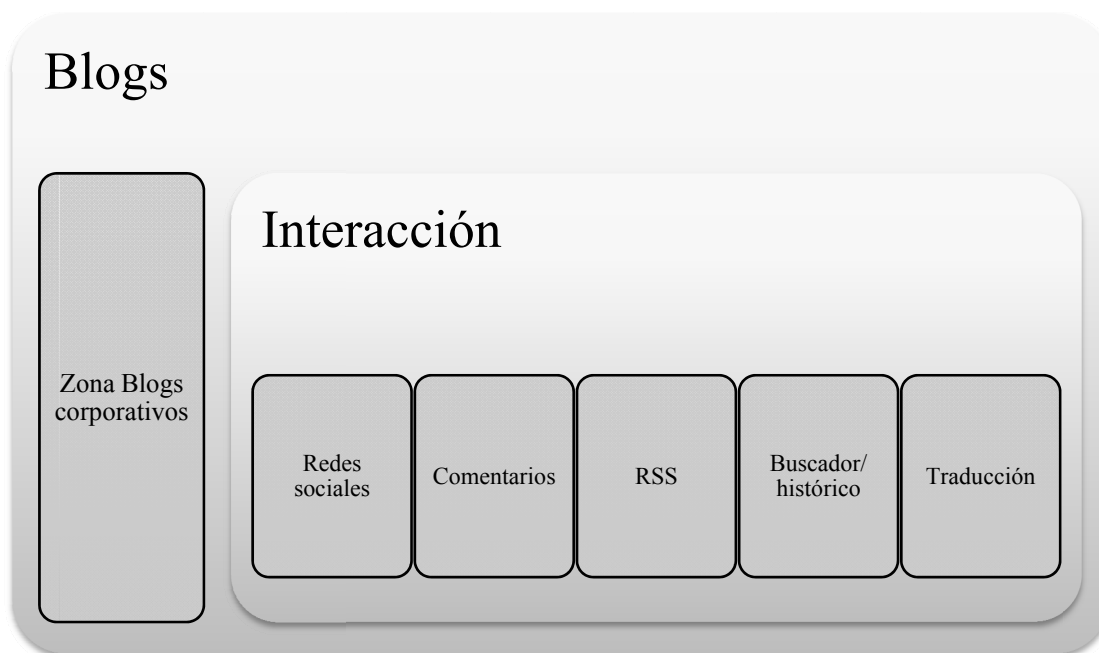 Blogs
Zona Blogs
corporativos
Interacción
Redes
sociales
Comentarios
RSS
Buscador/
histórico
Traducción